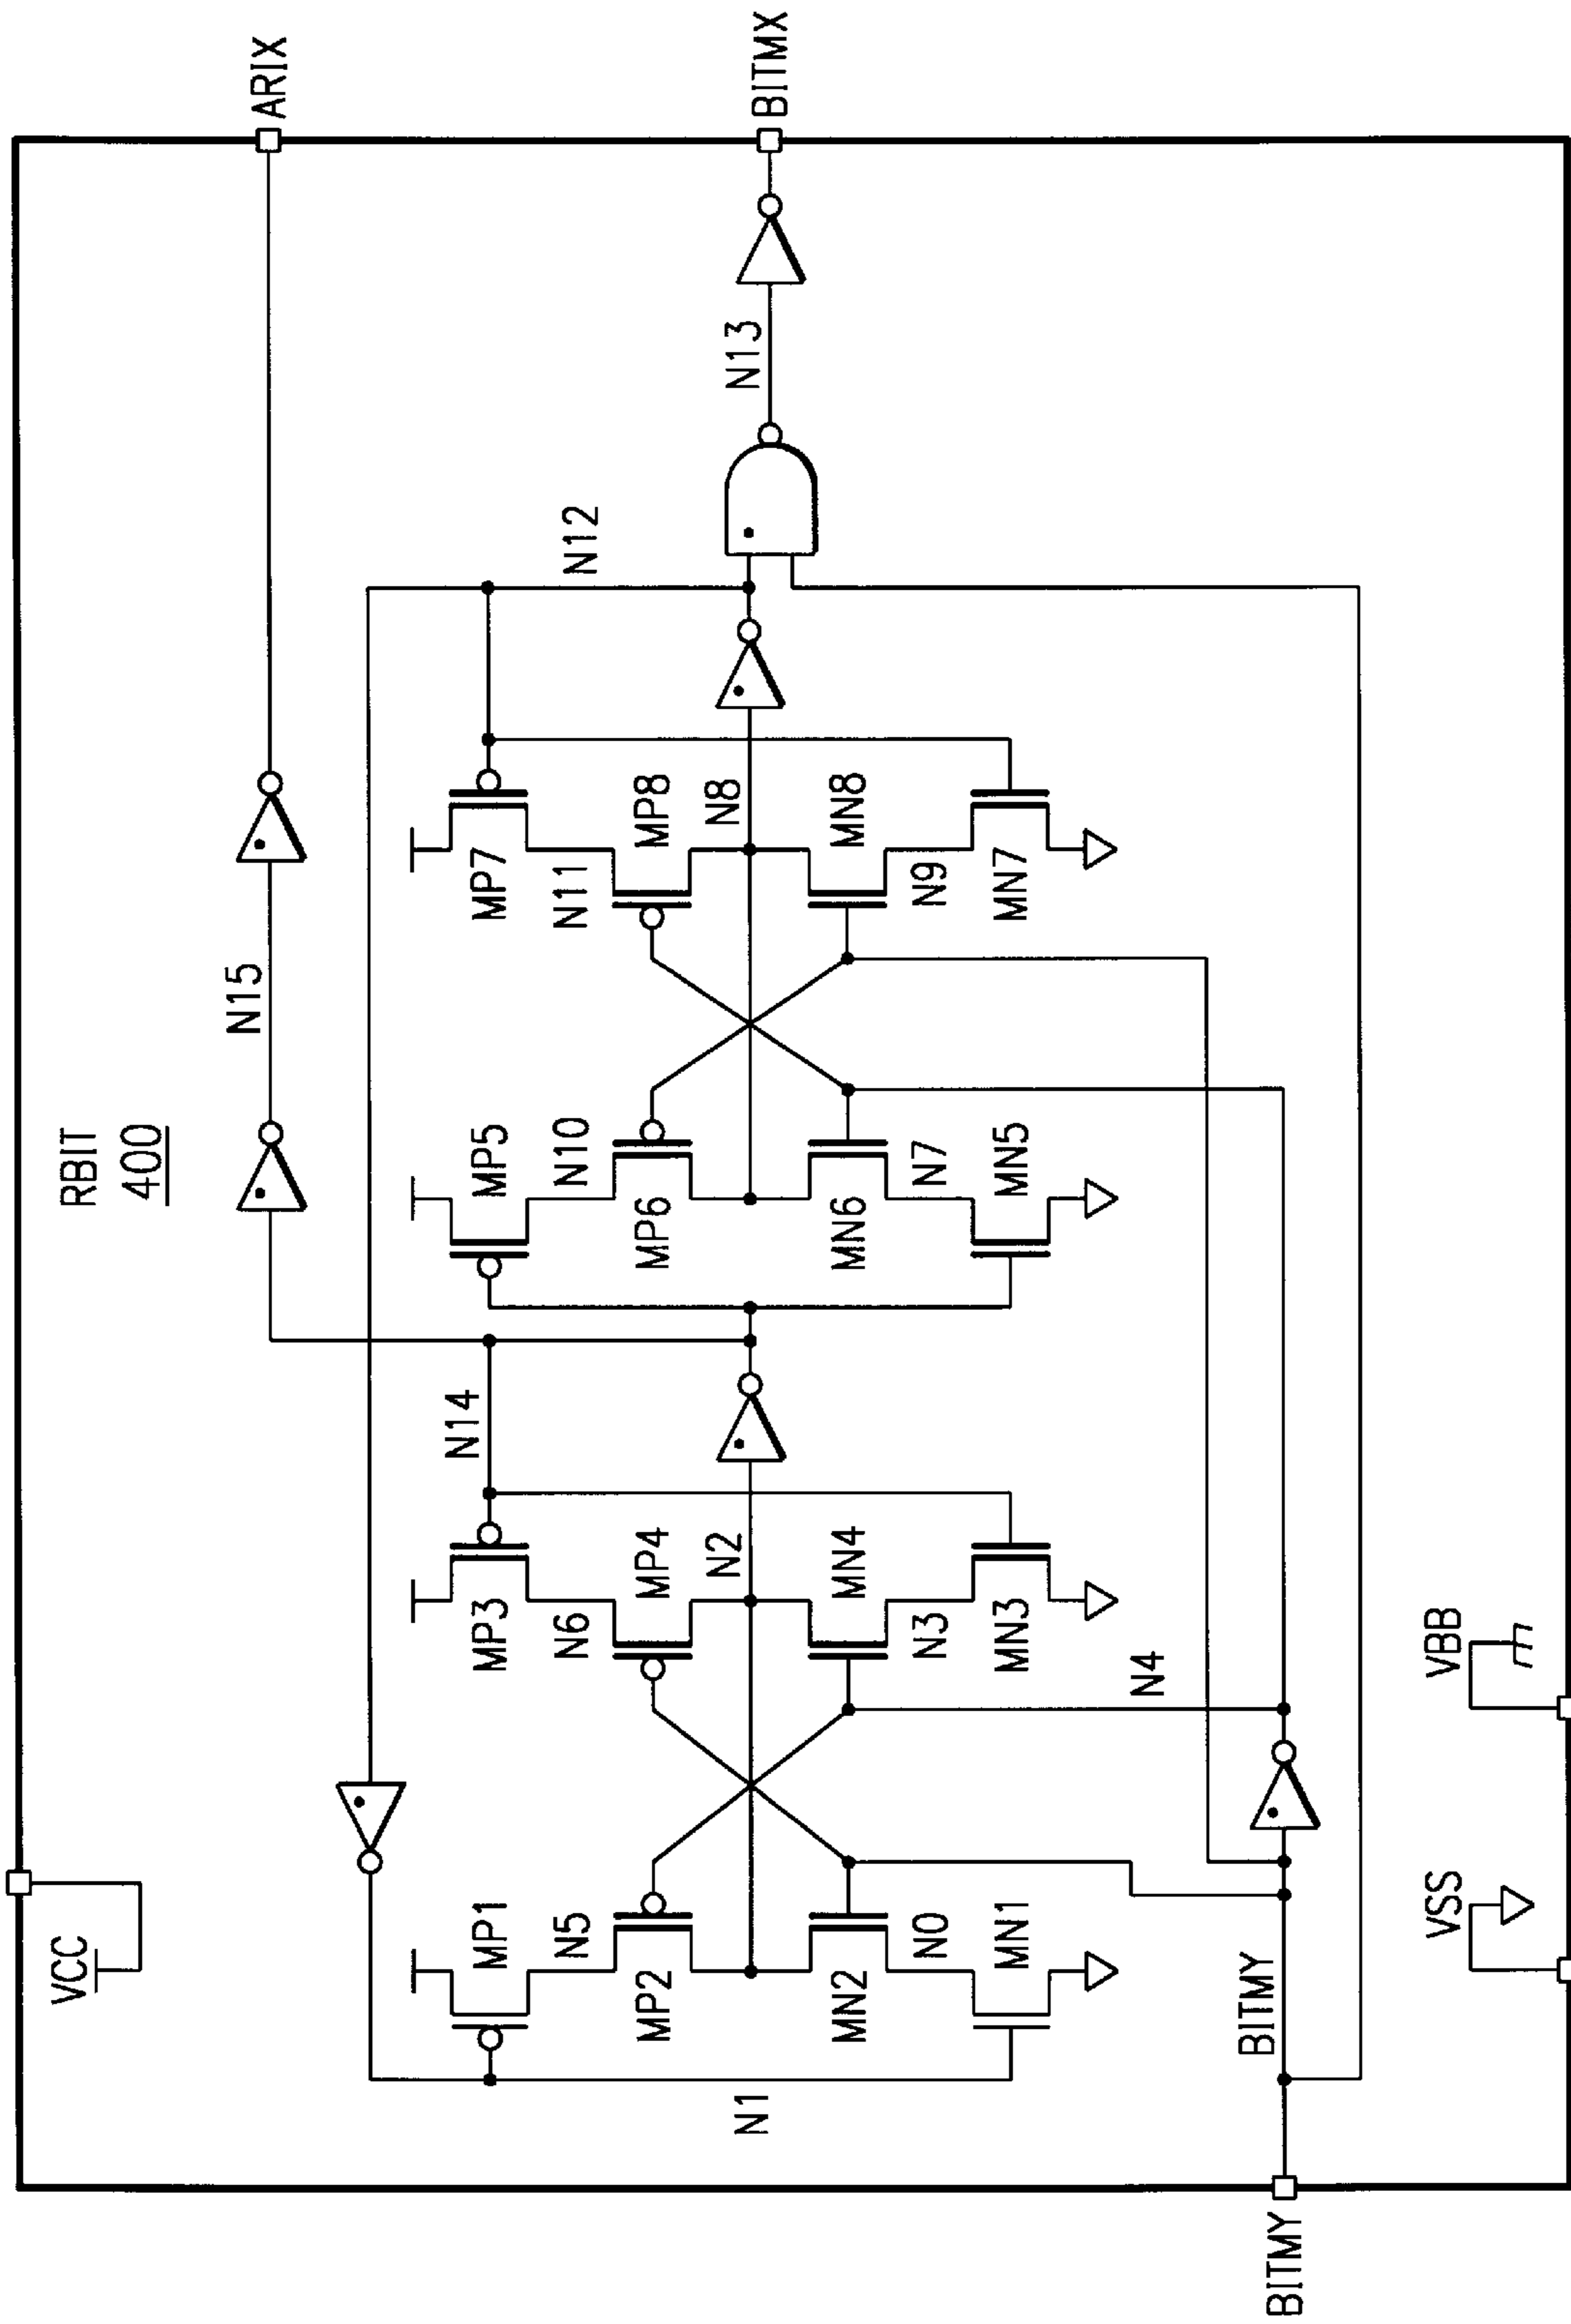 RBIT
400
VCC
ARIX
N15
N12
N14
MP1
MP3
MP5
MP7
N5
N6
N10
N11
MP2
MP4
MP6
MP8
N1
N2
N8
N13
BITMX
MN2
MN4
MN6
MN8
N0
N3
N7
N9
MN1
MN3
MN5
MN7
N4
BITMY
BITMY
VSS
VBB